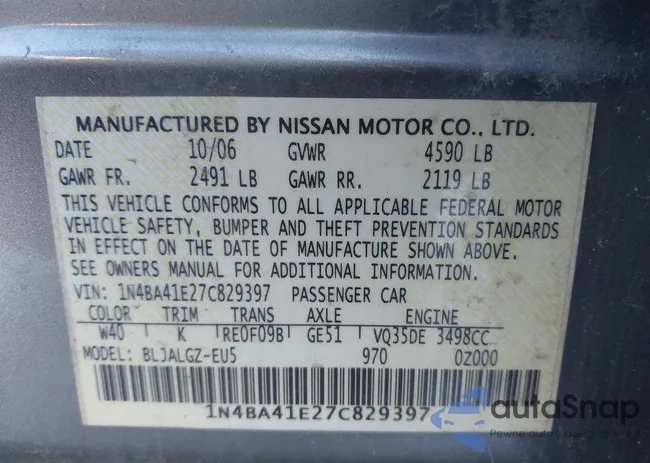 MANUFACTURED BY NISSAN MOTOR CO., LTD.
DATE 10/06 GVWR 4590 LB
GAWR FR. 2491 LB GAWR RR. 2119 LB
THIS VEHICLE CONFORMS TO ALL APPLICABLE FEDERAL MOTOR
VEHICLE SAFETY, BUMPER AND THEFT PREVENTION STANDARDS
IN EFFECT ON THE DATE OF MANUFACTURE SHOWN ABOVE.
SEE OWNERS MANUAL FOR ADDITIONAL INFORMATION.
VIN: 1N4BA41E27C829397 PASSENGER CAR
COLOR TRIM TRANS AXLE ENGINE
W40 K RE0F09B GE51 VQ35DE 3498CC
MODEL: BLJALGZ-EU5 970 0Z000
1N4BA41E27C829397
autoSnap
Pewne auto